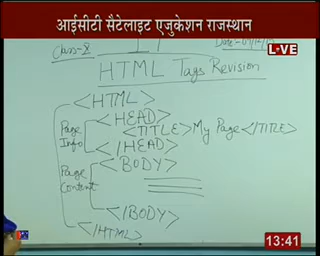 आईसीटी सैटेलाइट एजुकेशन राजस्थान
Class-8
LIVE
HTML Tags Revision
<HTML>
<HEAD>
Page Info
<TITLE>My Page</TITLE>
</HEAD>
<BODY>
Page Content
</BODY>
</HTML>
13:41